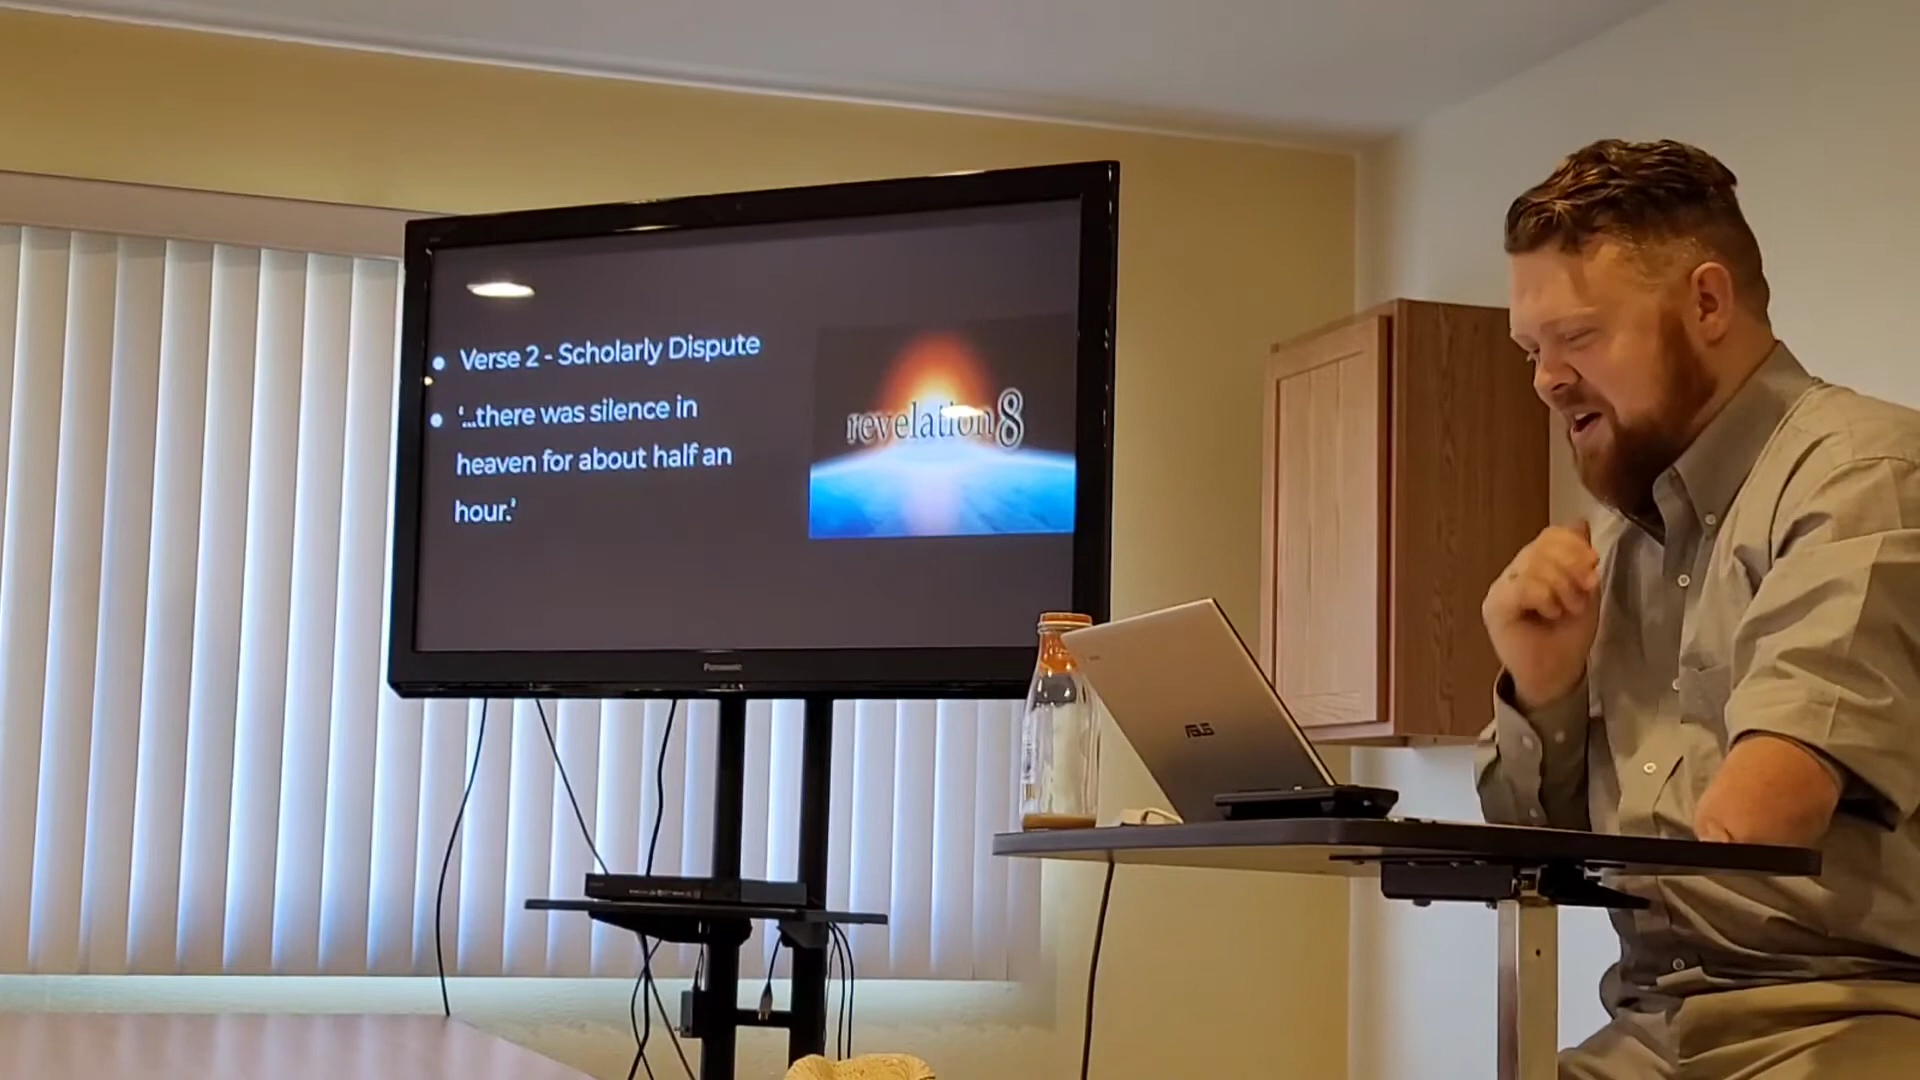 Verse 2 - Scholarly Dispute
‘...there was silence in
heaven for about half an
hour.’
revelation 8
Panasonic
ASUS